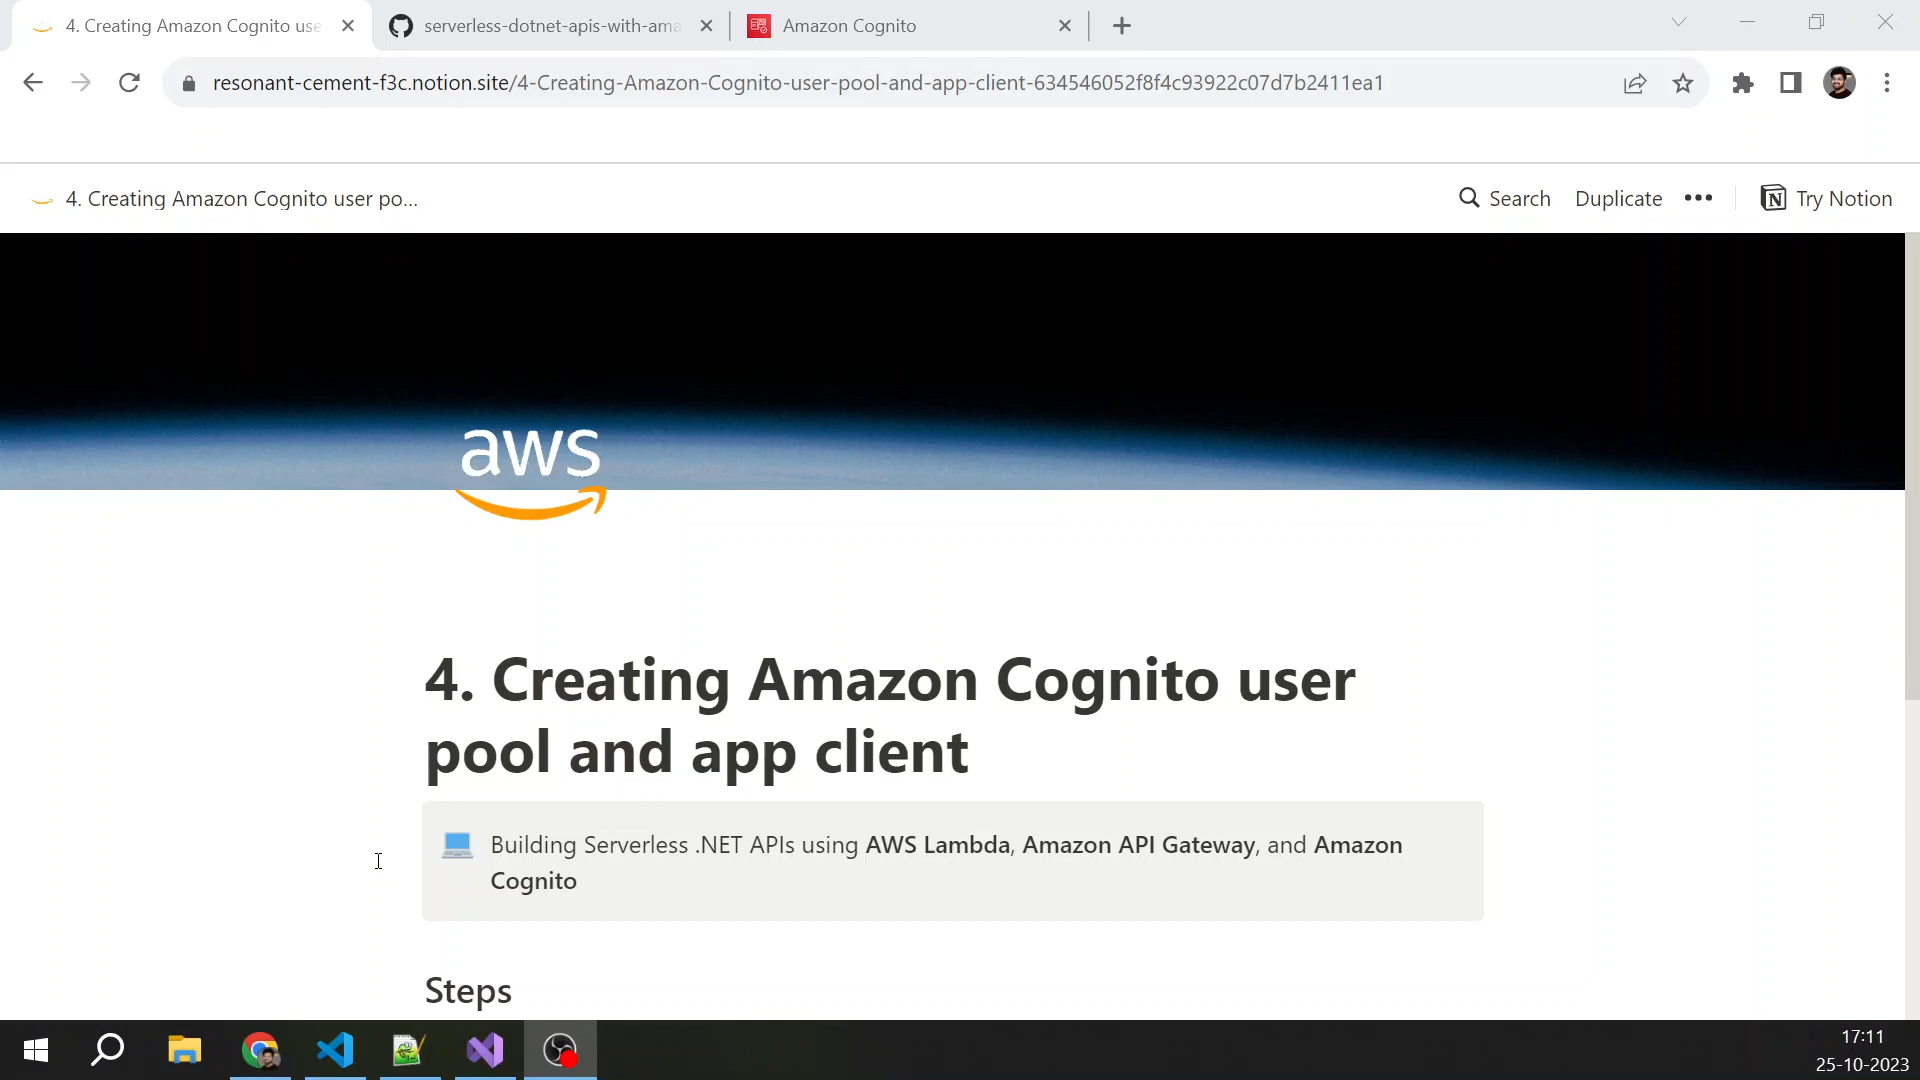 4. Creating Amazon Cognito use
serverless-dotnet-apis-with-ama
Amazon Cognito
resonant-cement-f3c.notion.site/4-Creating-Amazon-Cognito-user-pool-and-app-client-634546052f8f4c93922c07d7b2411ea1
4. Creating Amazon Cognito user po...
Search
Duplicate
Try Notion
aws
4. Creating Amazon Cognito user
pool and app client
Building Serverless .NET APIs using AWS Lambda, Amazon API Gateway, and Amazon
Cognito
Steps
17:11
25-10-2023